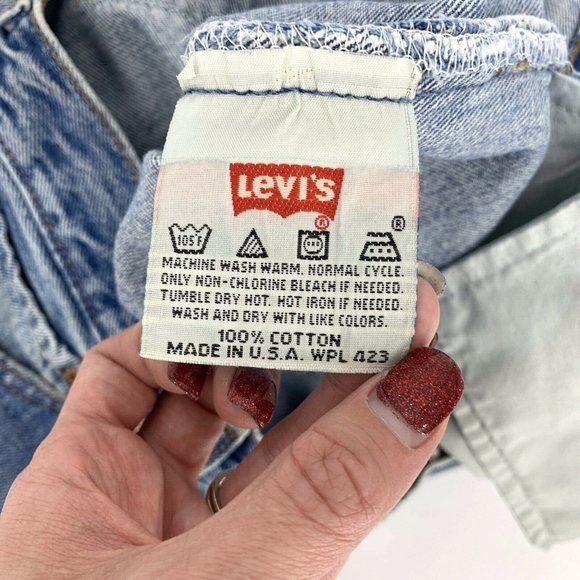 LEVI'S
®
105°F
®
MACHINE WASH WARM. NORMAL CYCLE.
ONLY NON-CHLORINE BLEACH IF NEEDED.
TUMBLE DRY HOT. HOT IRON IF NEEDED.
WASH AND DRY WITH LIKE COLORS.
100% COTTON
MADE IN U.S.A. WPL 423